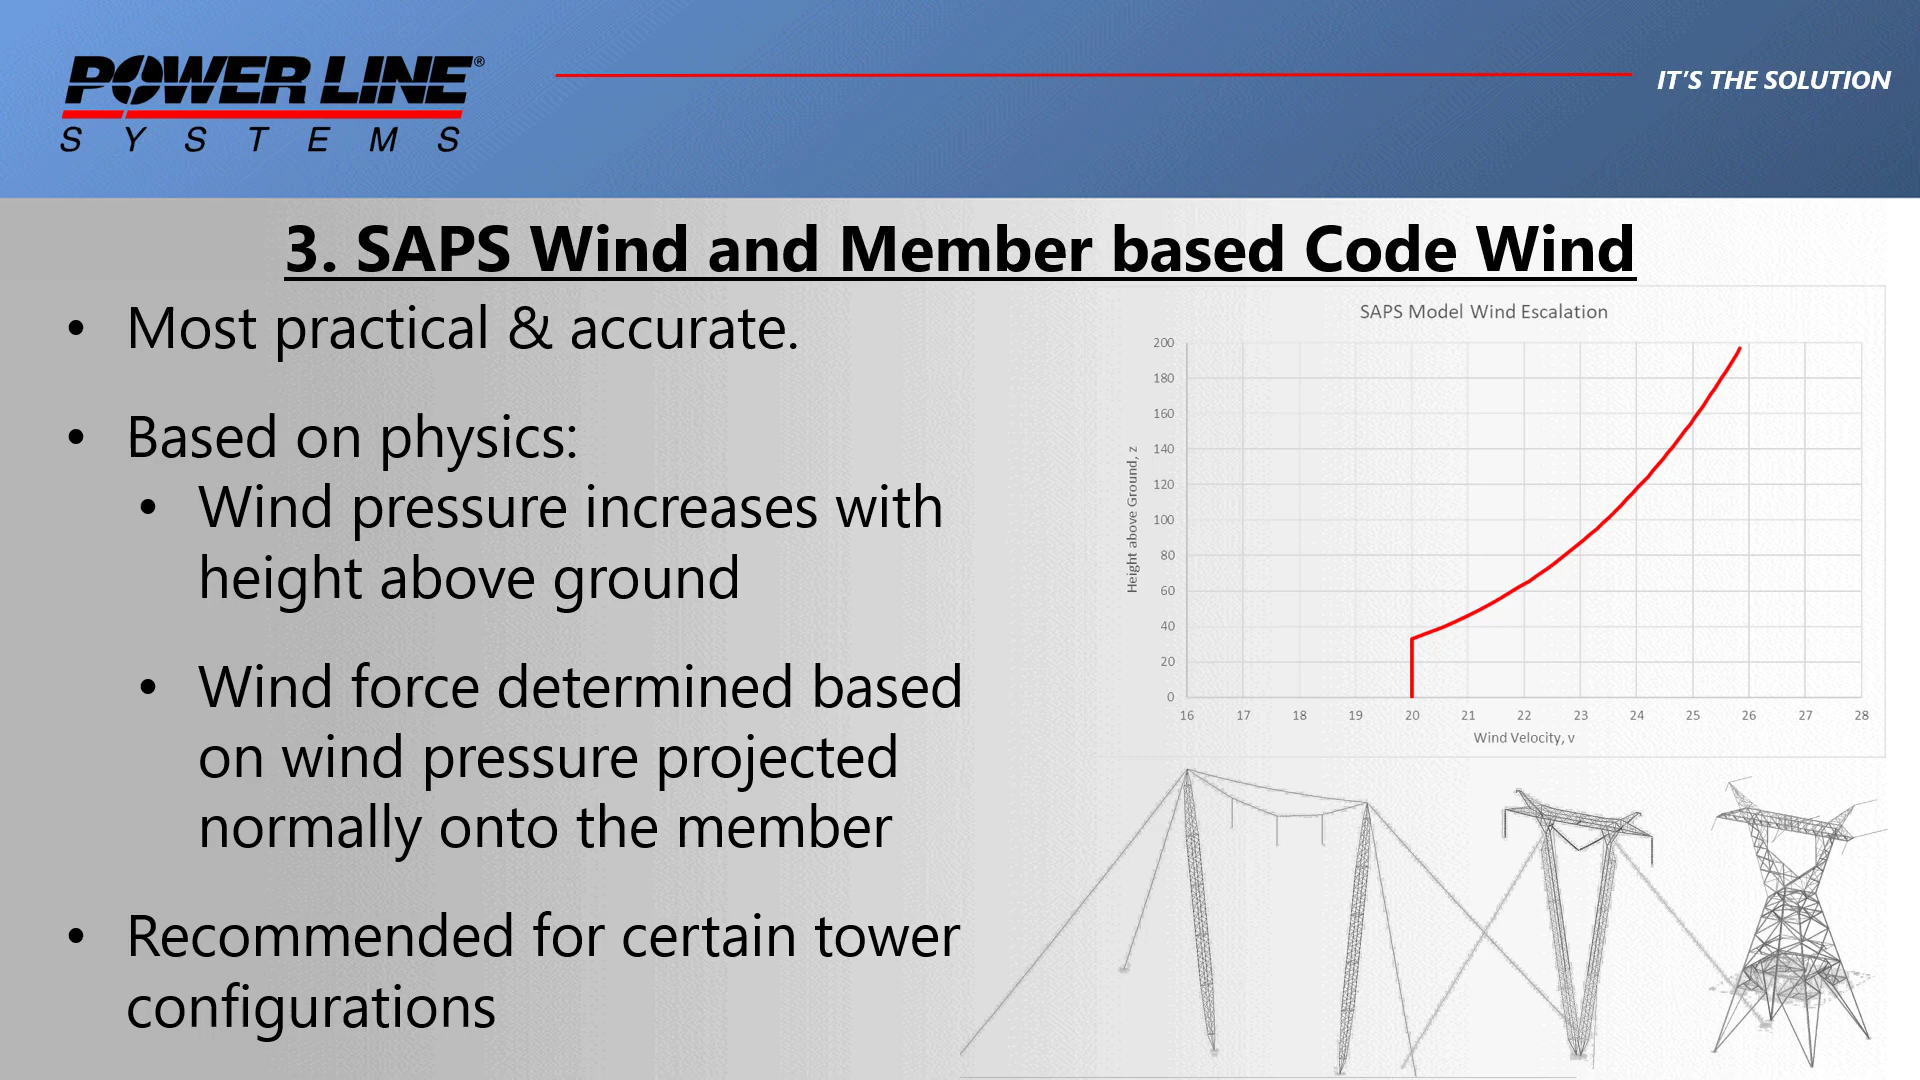 POWER LINE®
SYSTEMS
IT'S THE SOLUTION
3. SAPS Wind and Member based Code Wind
• Most practical & accurate.
• Based on physics:
• Wind pressure increases with
height above ground
• Wind force determined based
on wind pressure projected
normally onto the member
• Recommended for certain tower
configurations
SAPS Model Wind Escalation
Height above Ground, z
200
180
160
140
120
100
80
60
40
20
0
16 17 18 19 20 21 22 23 24 25 26 27 28
Wind Velocity, v